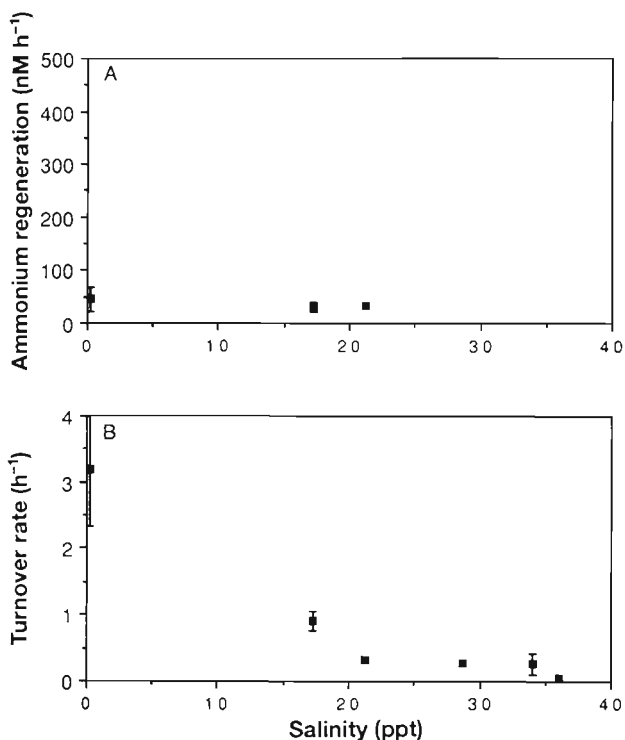 Ammonium regeneration (nM h⁻¹)
A
500
400
300
200
100
0
0 10 20 30 40
Turnover rate (h⁻¹)
B
4
3
2
1
0
0 10 20 30 40
Salinity (ppt)